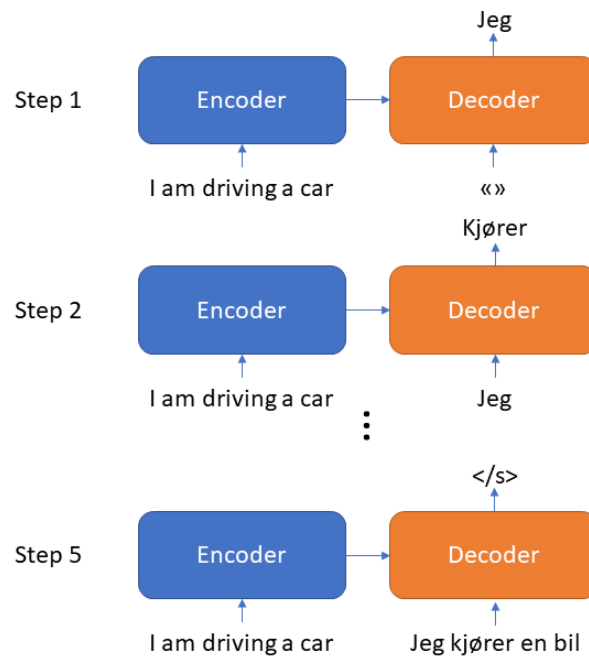 Jeg
Step 1
Encoder
Decoder
I am driving a car
«»
Kjører
Step 2
Encoder
Decoder
I am driving a car
Jeg
</s>
Step 5
Encoder
Decoder
I am driving a car
Jeg kjører en bil